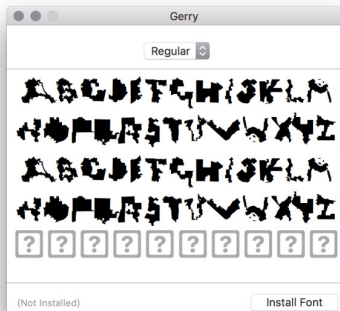 Gerry
Regular
ABCDEFGHIJKLM
NOPQRSTUVWXYZ
ABCDEFGHIJKLM
NOPQRSTUVWXYZ
? ? ? ? ? ? ? ? ? ?
(Not Installed)
Install Font